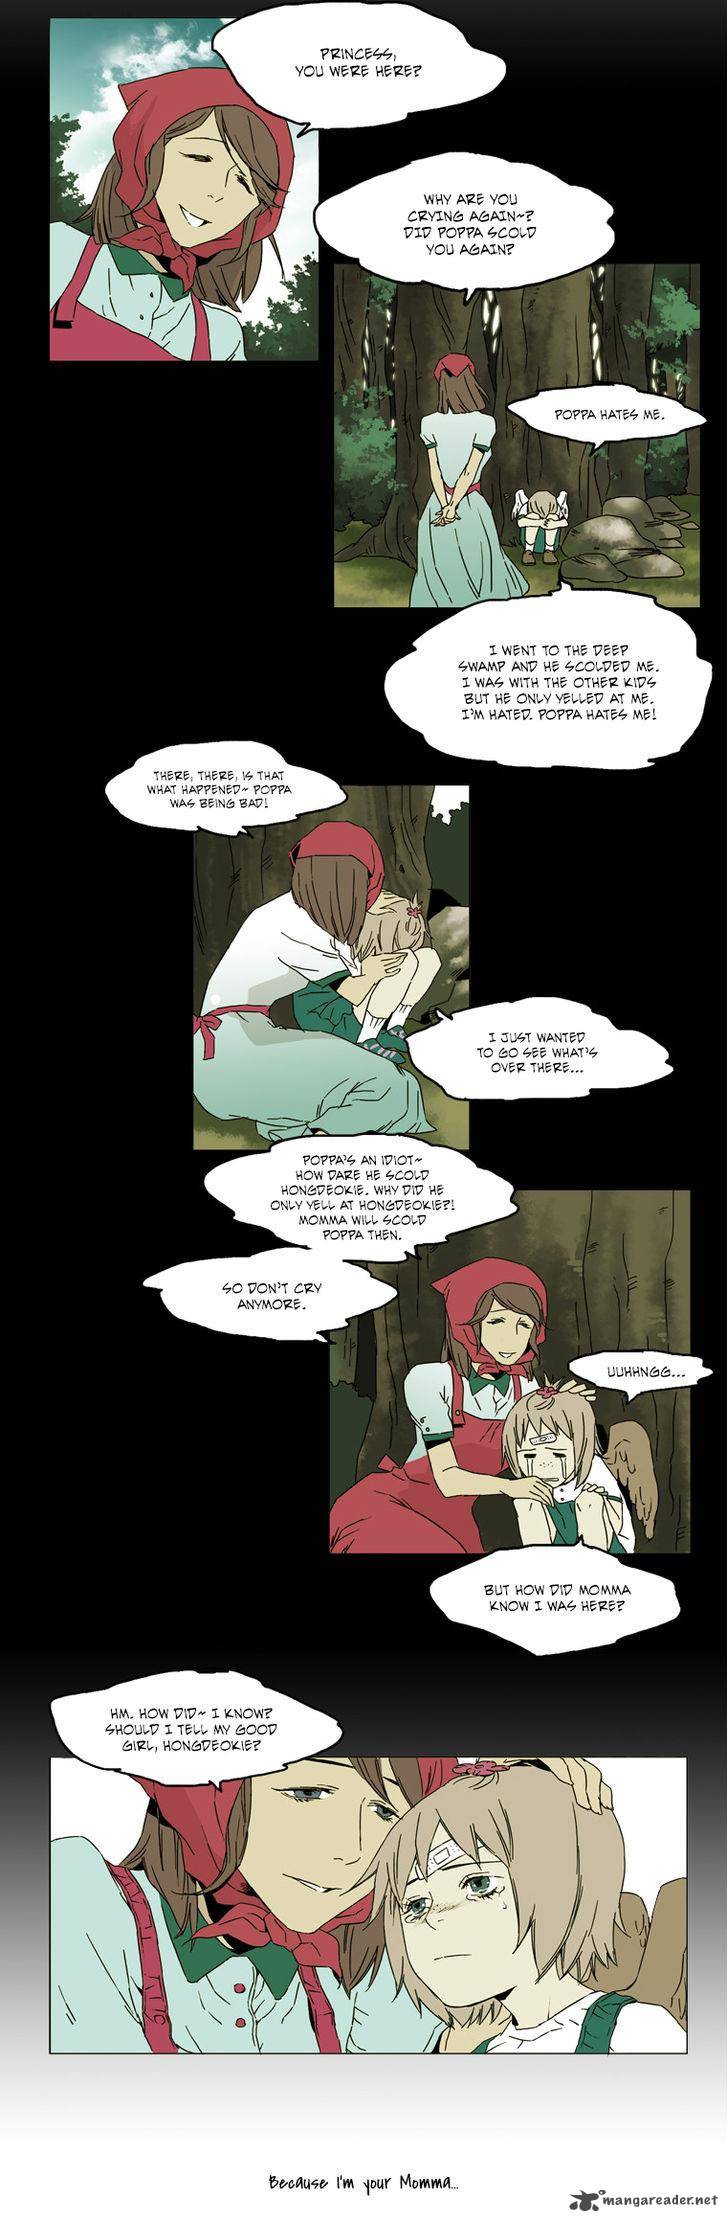 PRINCESS,
YOU WERE HERE?
WHY ARE YOU
CRYING AGAIN~?
DID POPPA SCOLD
YOU AGAIN?
POPPA HATES ME.
I WENT TO THE DEEP
SWAMP AND HE SCOLDED ME.
I WAS WITH THE OTHER KIDS
BUT HE ONLY YELLED AT ME.
I'M HATED. POPPA HATES ME!
THERE, THERE, IS THAT
WHAT HAPPENED~ POPPA
WAS BEING BAD!
I JUST WANTED
TO GO SEE WHAT'S
OVER THERE...
POPPA'S AN IDIOT~
HOW DARE HE SCOLD
HONGDEOKIE. WHY DID HE
ONLY YELL AT HONGDEOKIE?!
MOMMA WILL SCOLD
POPPA THEN.
SO DON'T CRY
ANYMORE.
UUHHNGG...
BUT HOW DID MOMMA
KNOW I WAS HERE?
HM. HOW DID~ I KNOW?
SHOULD I TELL MY GOOD
GIRL, HONGDEOKIE?
Because I'm your Momma...
mangareader.net